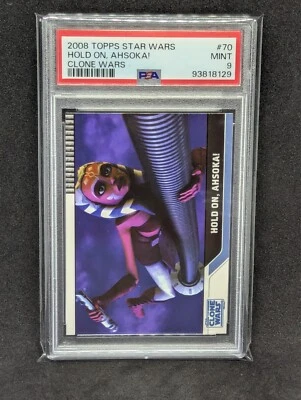 2008 TOPPS STAR WARS #70
HOLD ON, AHSOKA! MINT
CLONE WARS PSA 9
93818129
HOLD ON, AHSOKA!
STAR WARS
CLONE WARS